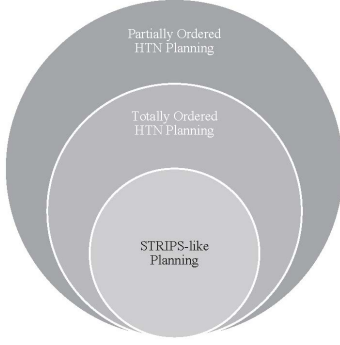 Partially Ordered
HTN Planning
Totally Ordered
HTN Planning
STRIPS-like
Planning